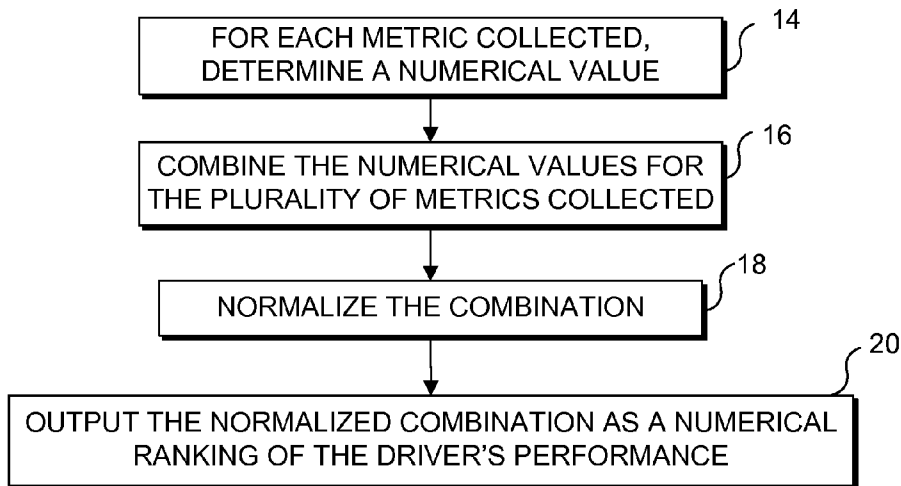 FOR EACH METRIC COLLECTED,
DETERMINE A NUMERICAL VALUE
14
COMBINE THE NUMERICAL VALUES FOR
THE PLURALITY OF METRICS COLLECTED
16
NORMALIZE THE COMBINATION
18
OUTPUT THE NORMALIZED COMBINATION AS A NUMERICAL
RANKING OF THE DRIVER'S PERFORMANCE
20